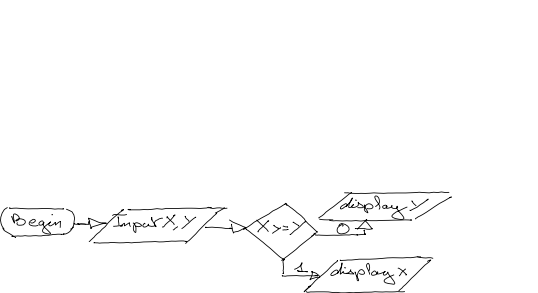 Begin
Input X, Y
X >= Y
display Y
0
1
display x